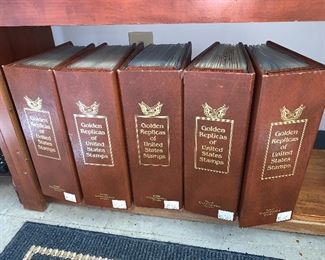 Golden
Replicas
of
United
States
Stamps
Golden
Replicas
of
United
States
Stamps
Golden
Replicas
of
United
States
Stamps
Golden
Replicas
of
United
States
Stamps
Golden
Replicas
of
United
States
Stamps